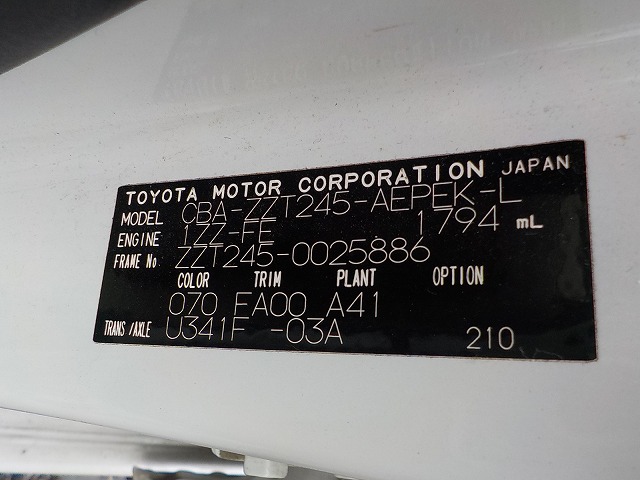 TOYOTA MOTOR CORPORATION JAPAN
MODEL CBA-ZZT245-AEPEK-L
ENGINE 1ZZ-FE 1794 mL
FRAME No. ZZT245-0025886
COLOR TRIM PLANT OPTION
070 EA00 A41
TRANS/AXLE U341F -03A 210